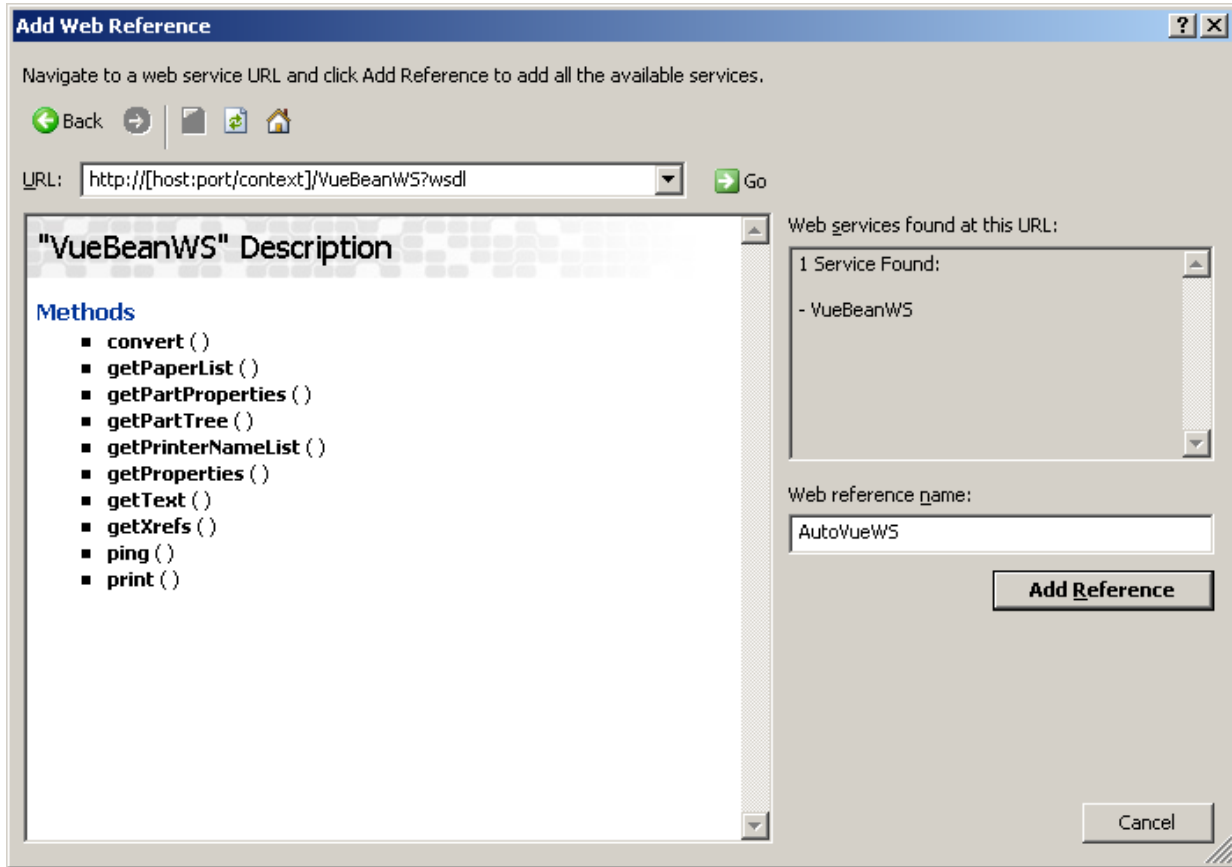 Add Web Reference
Navigate to a web service URL and click Add Reference to add all the available services.
Back
URL: http://[host:port/context]/VueBeanWS?wsdl Go
"VueBeanWS" Description
Methods
convert ( )
getPaperList ( )
getPartProperties ( )
getPartTree ( )
getPrinterNameList ( )
getProperties ( )
getText ( )
getXrefs ( )
ping ( )
print ( )
Web services found at this URL:
1 Service Found:
- VueBeanWS
Web reference name:
AutoVueWS
Add Reference
Cancel